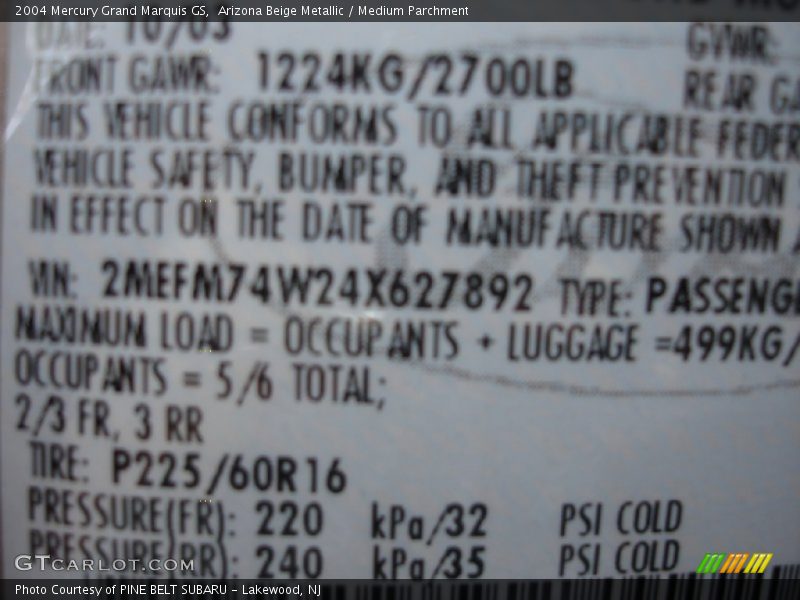 2004 Mercury Grand Marquis GS, Arizona Beige Metallic / Medium Parchment
DATE: 10/03 GVWR:
FRONT GAWR: 1224KG/2700LB REAR GA
THIS VEHICLE CONFORMS TO ALL APPLICABLE FEDER
VEHICLE SAFETY, BUMPER, AND THEFT PREVENTION
IN EFFECT ON THE DATE OF MANUFACTURE SHOWN
VIN: 2MEFM74W24X627892 TYPE: PASSENG
MAXIMUM LOAD = OCCUPANTS + LUGGAGE =499KG/
OCCUPANTS = 5/6 TOTAL;
2/3 FR, 3 RR
TIRE: P225/60R16
PRESSURE(FR): 220 kPa/32 PSI COLD
PRESSURE(RR): 240 kPa/35 PSI COLD
GTcarlot.com
Photo Courtesy of PINE BELT SUBARU - Lakewood, NJ